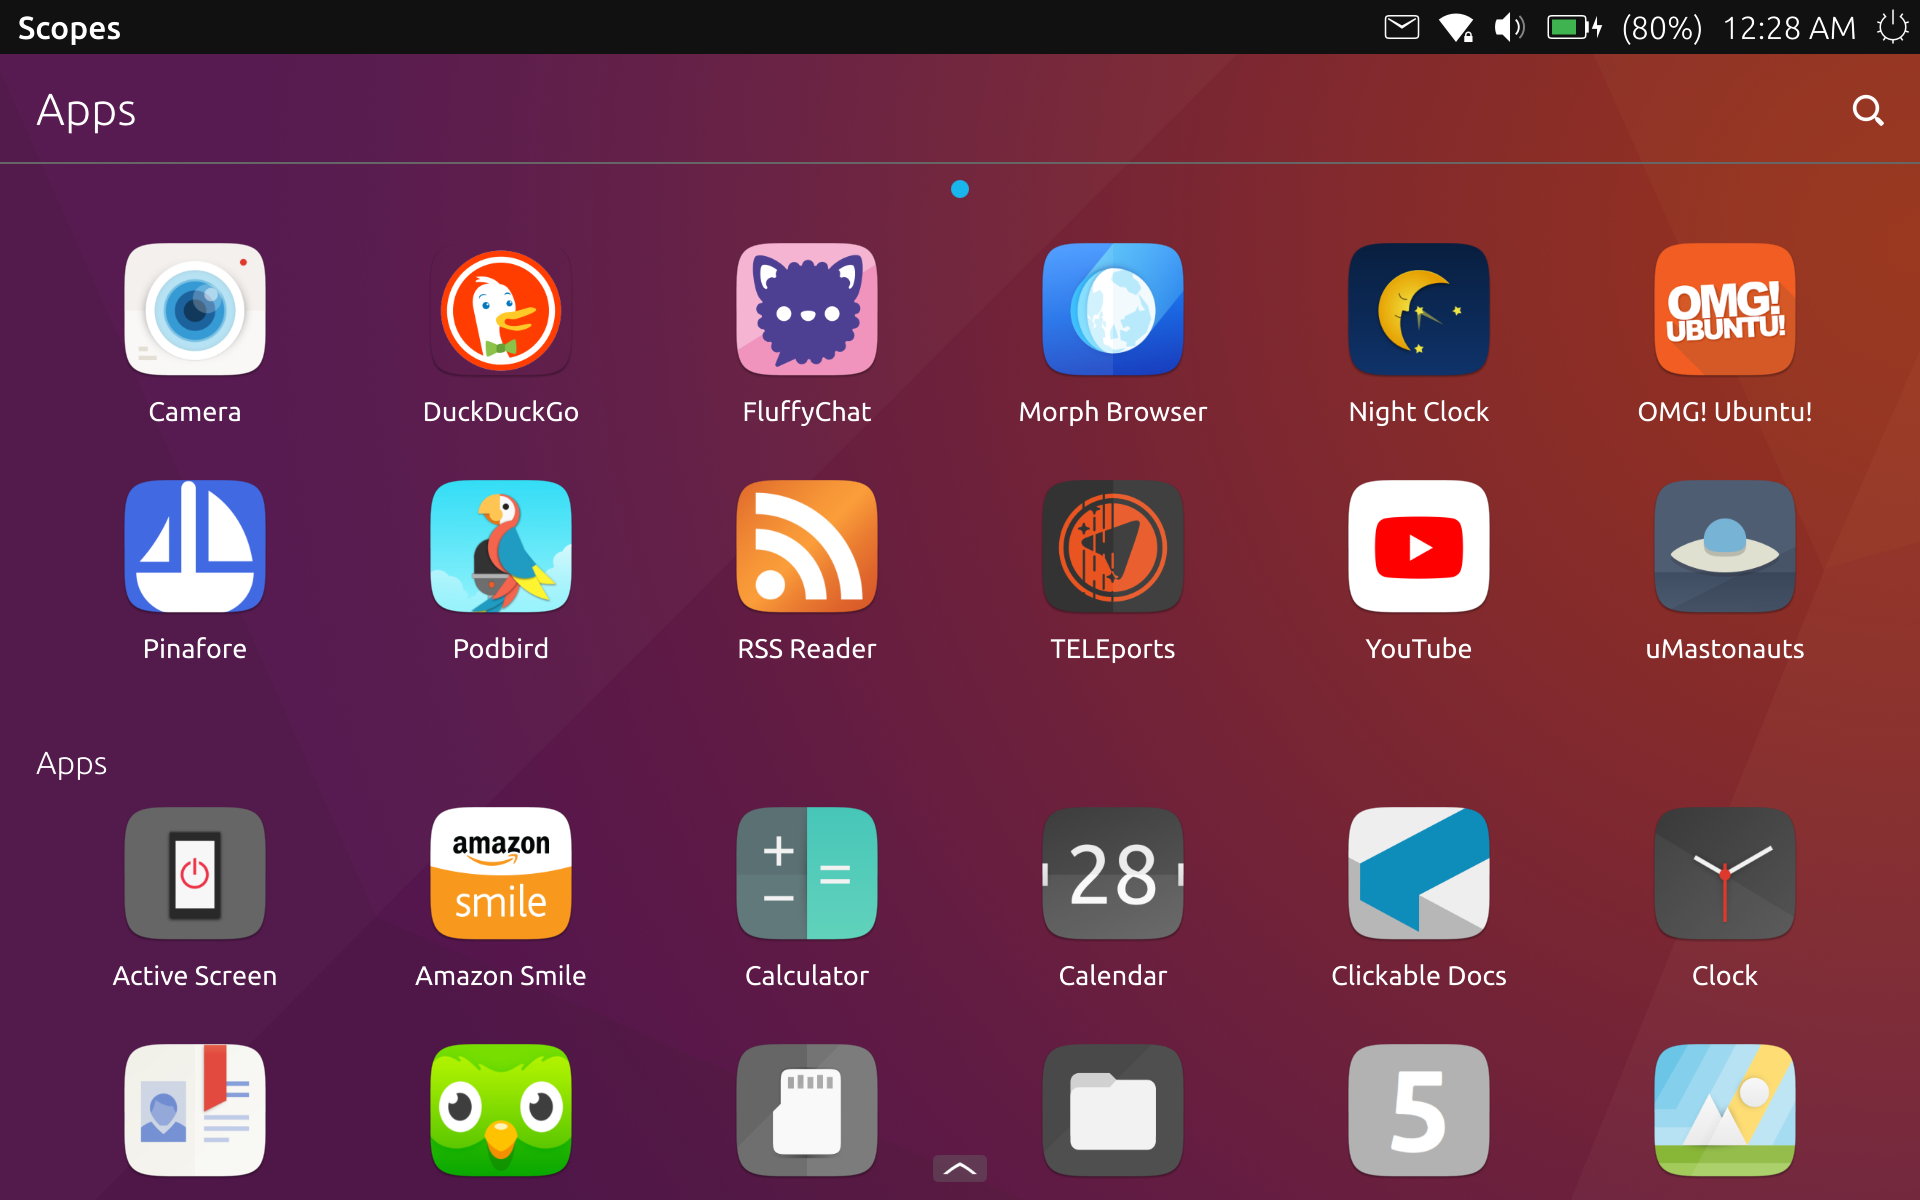 Scopes (80%) 12:28 AM
Apps
OMG!
UBUNTU!
Camera DuckDuckGo FluffyChat Morph Browser Night Clock OMG! Ubuntu!
Pinafore Podbird RSS Reader TELEports YouTube uMastonauts
Apps
amazon
smile
+
− =
28
Active Screen Amazon Smile Calculator Calendar Clickable Docs Clock
5